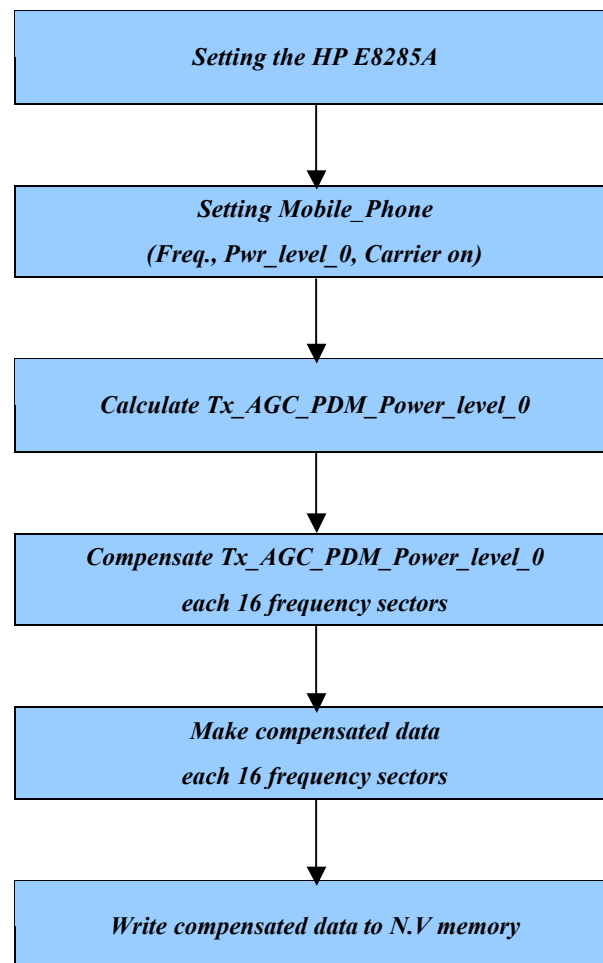 Setting the HP E8285A
Setting Mobile_Phone
(Freq., Pwr_level_0, Carrier on)
Calculate Tx_AGC_PDM_Power_level_0
Compensate Tx_AGC_PDM_Power_level_0
each 16 frequency sectors
Make compensated data
each 16 frequency sectors
Write compensated data to N.V memory